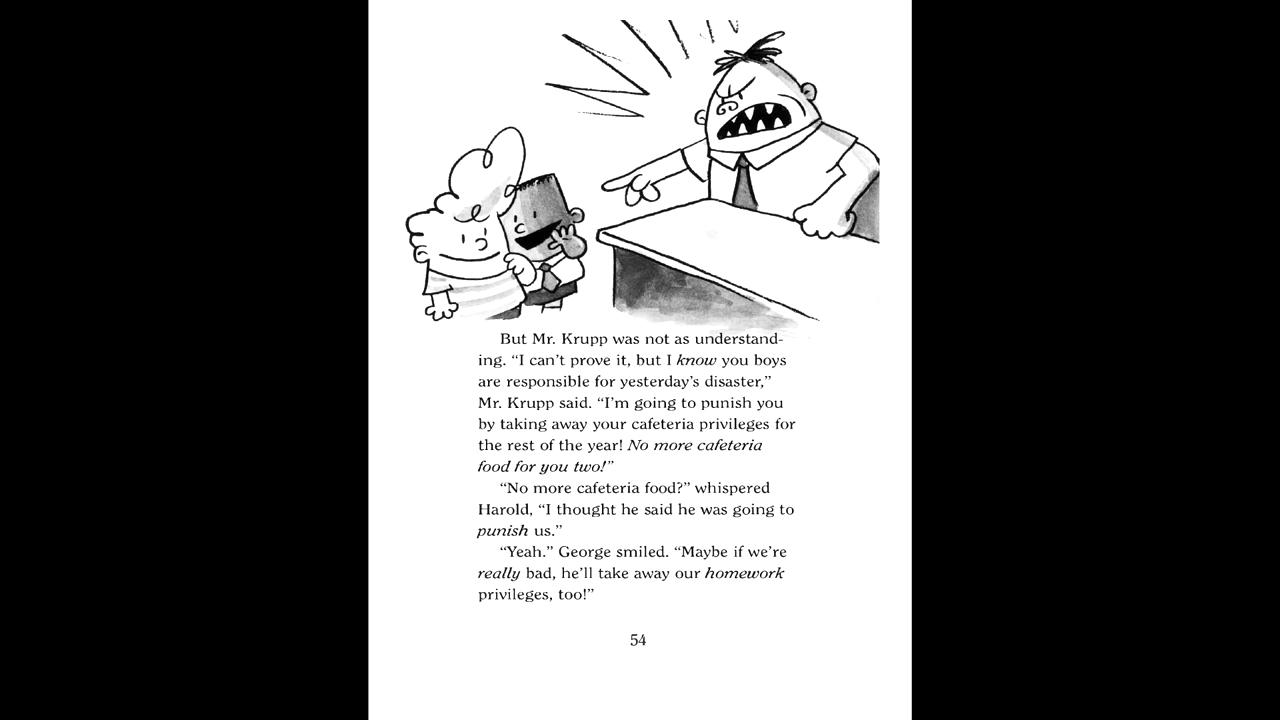 But Mr. Krupp was not as understand-
ing. “I can’t prove it, but I know you boys
are responsible for yesterday’s disaster,”
Mr. Krupp said. “I’m going to punish you
by taking away your cafeteria privileges for
the rest of the year! No more cafeteria
food for you two!”
“No more cafeteria food?” whispered
Harold, “I thought he said he was going to
punish us.”
“Yeah.” George smiled. “Maybe if we’re
really bad, he’ll take away our homework
privileges, too!”
54